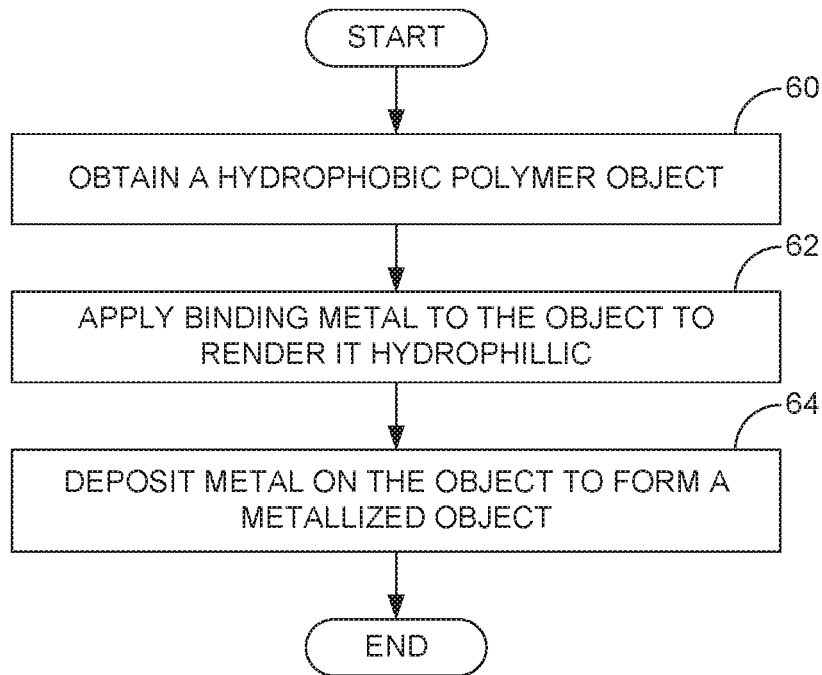 START
60
OBTAIN A HYDROPHOBIC POLYMER OBJECT
62
APPLY BINDING METAL TO THE OBJECT TO
RENDER IT HYDROPHILLIC
64
DEPOSIT METAL ON THE OBJECT TO FORM A
METALLIZED OBJECT
END